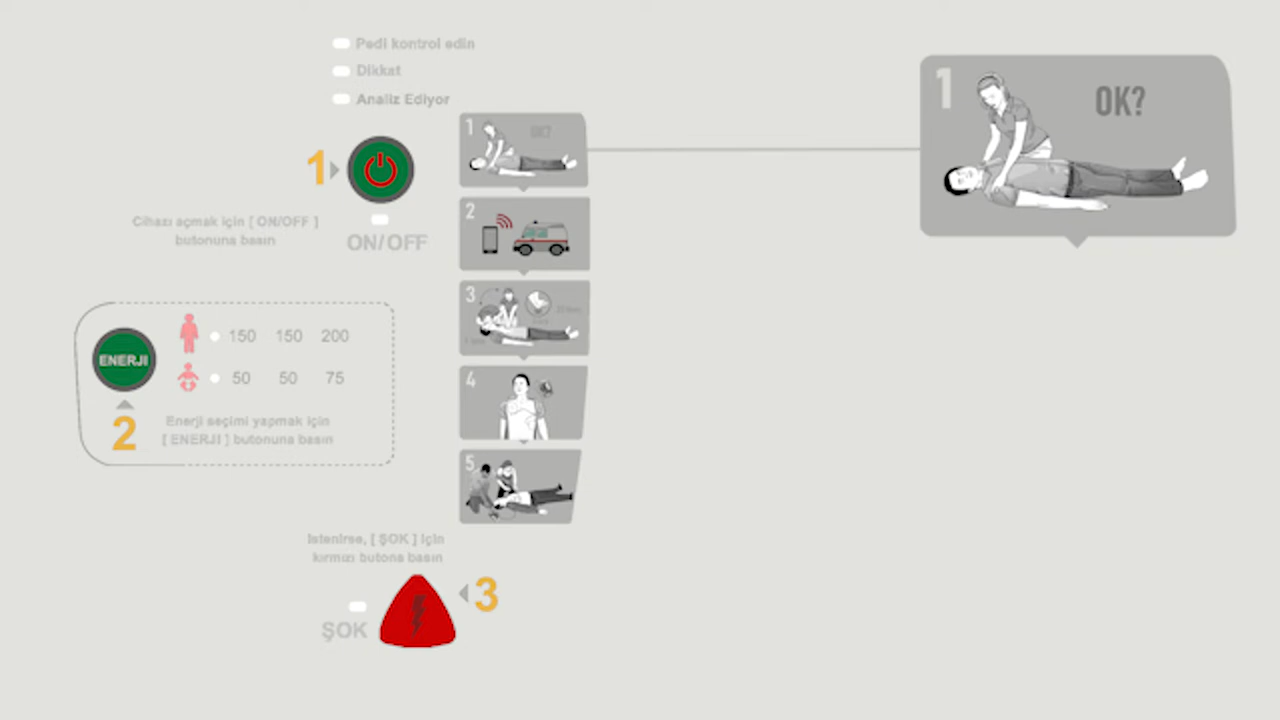 Pedi kontrol edin
Dikkat
Analiz Ediyor
1
Cihazı açmak için [ ON/OFF ]
butonuna basın
ON/OFF
ENERJI
150 150 200
50 50 75
2
Enerji seçimi yapmak için
[ ENERJI ] butonuna basın
İstenirse, [ ŞOK ] için
kırmızı butona basın
3
ŞOK
1
OK?
2
3
4
5
1
OK?